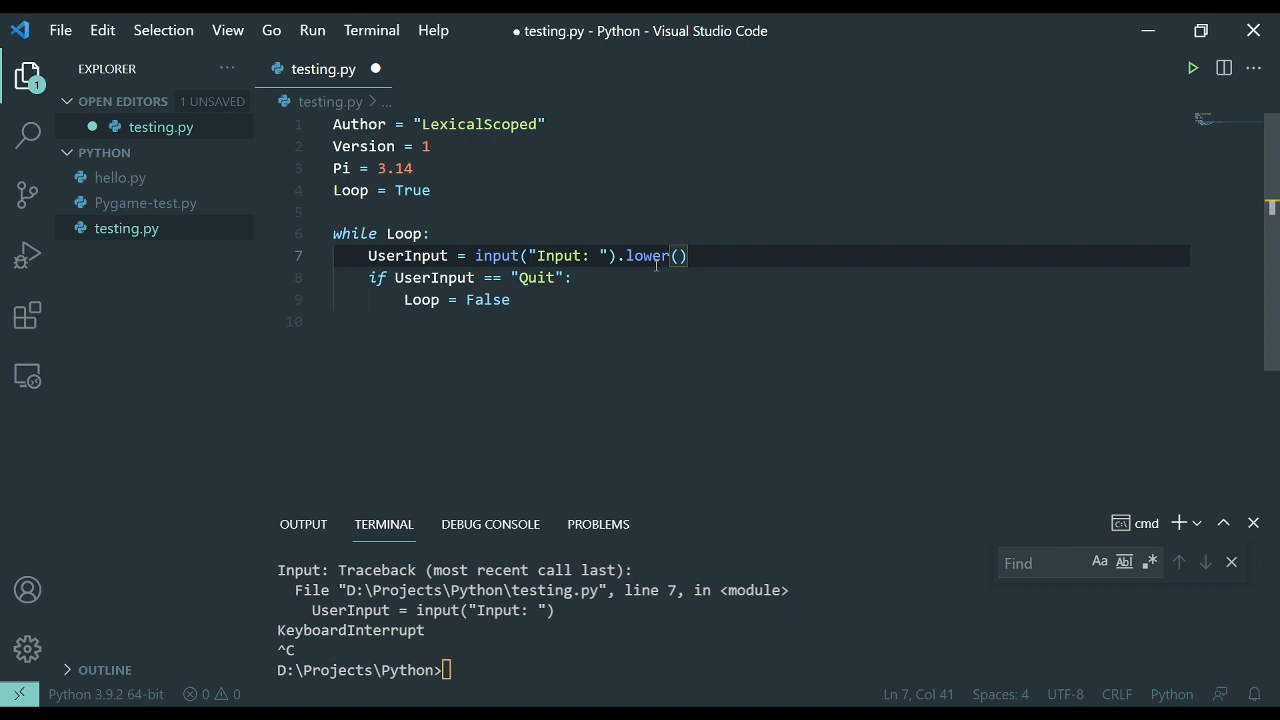 File Edit Selection View Go Run Terminal Help ● testing.py - Python - Visual Studio Code
EXPLORER ··· testing.py
OPEN EDITORS 1 UNSAVED
testing.py > ...
testing.py
PYTHON
hello.py
Pygame-test.py
testing.py
1 Author = "LexicalScoped"
2 Version = 1
3 Pi = 3.14
4 Loop = True
5
6 while Loop:
7 UserInput = input("Input: ").lower()
8 if UserInput == "Quit":
9 Loop = False
10
OUTPUT TERMINAL DEBUG CONSOLE PROBLEMS cmd
Find Aa Abl .*
Input: Traceback (most recent call last):
File "D:\Projects\Python\testing.py", line 7, in <module>
UserInput = input("Input: ")
KeyboardInterrupt
^C
D:\Projects\Python>
OUTLINE
1
Python 3.9.2 64-bit 0 0 Ln 7, Col 41 Spaces: 4 UTF-8 CRLF Python